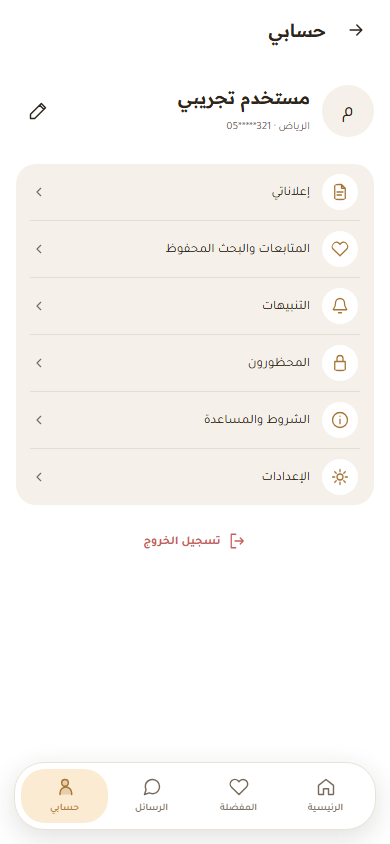 حسابي
م
مستخدم تجريبي
الرياض · 05*****321
إعلاناتي
المتابعات والبحث المحفوظ
التنبيهات
المحظورون
الشروط والمساعدة
الإعدادات
تسجيل الخروج
الرئيسية
المفضلة
الرسائل
حسابي